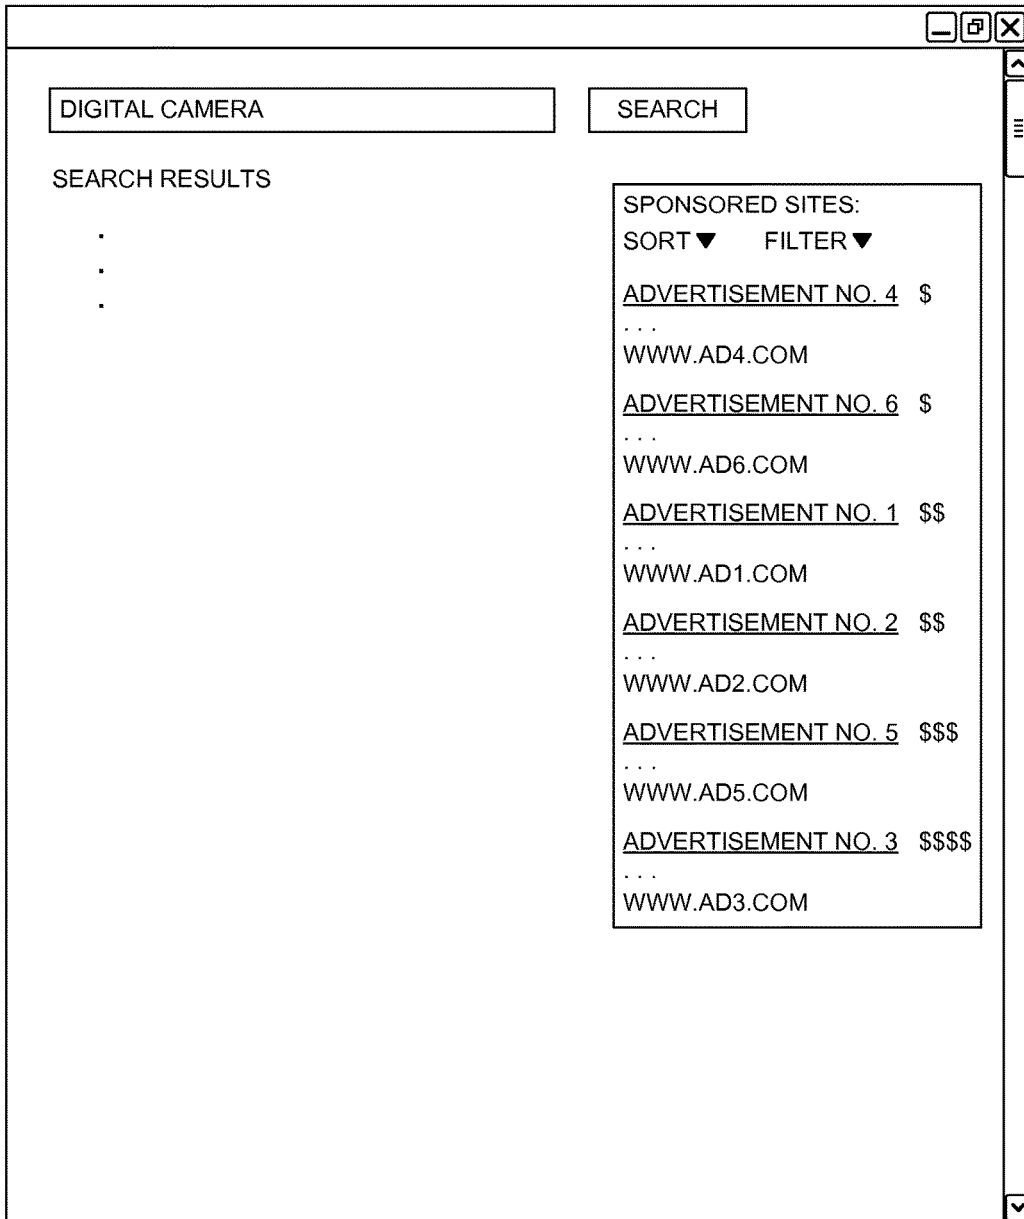 DIGITAL CAMERA
SEARCH
SEARCH RESULTS
.
.
.
SPONSORED SITES:
SORT▼ FILTER▼
ADVERTISEMENT NO. 4 $
. . .
WWW.AD4.COM
ADVERTISEMENT NO. 6 $
. . .
WWW.AD6.COM
ADVERTISEMENT NO. 1 $$
. . .
WWW.AD1.COM
ADVERTISEMENT NO. 2 $$
. . .
WWW.AD2.COM
ADVERTISEMENT NO. 5 $$$
. . .
WWW.AD5.COM
ADVERTISEMENT NO. 3 $$$$
. . .
WWW.AD3.COM